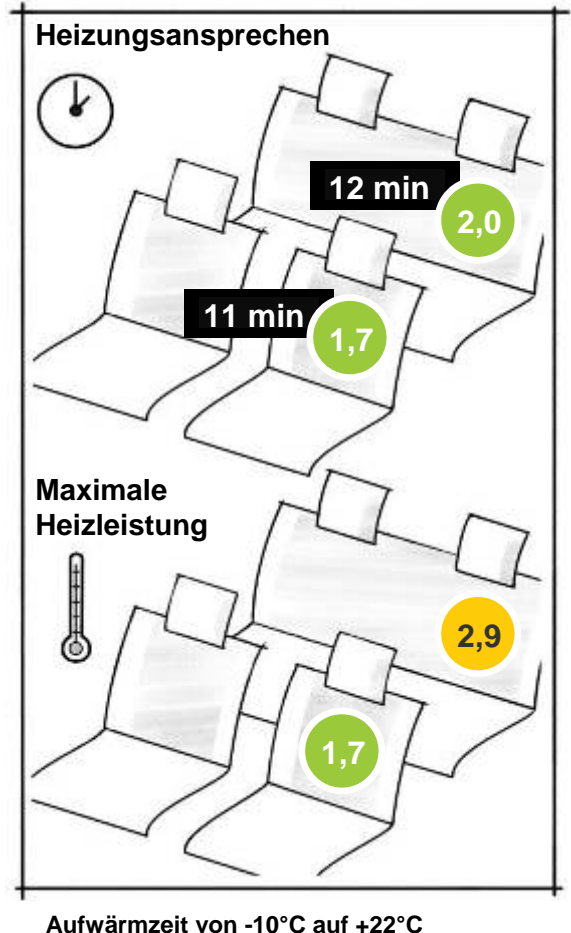 Heizungsansprechen
12 min
2,0
11 min
1,7
Maximale
Heizleistung
2,9
1,7
Aufwärmzeit von -10°C auf +22°C